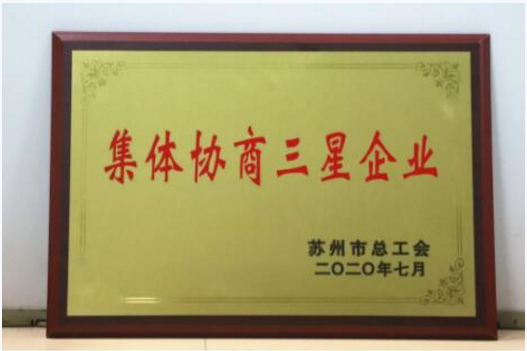 集体协商三星企业
苏州市总工会
二〇二〇年七月